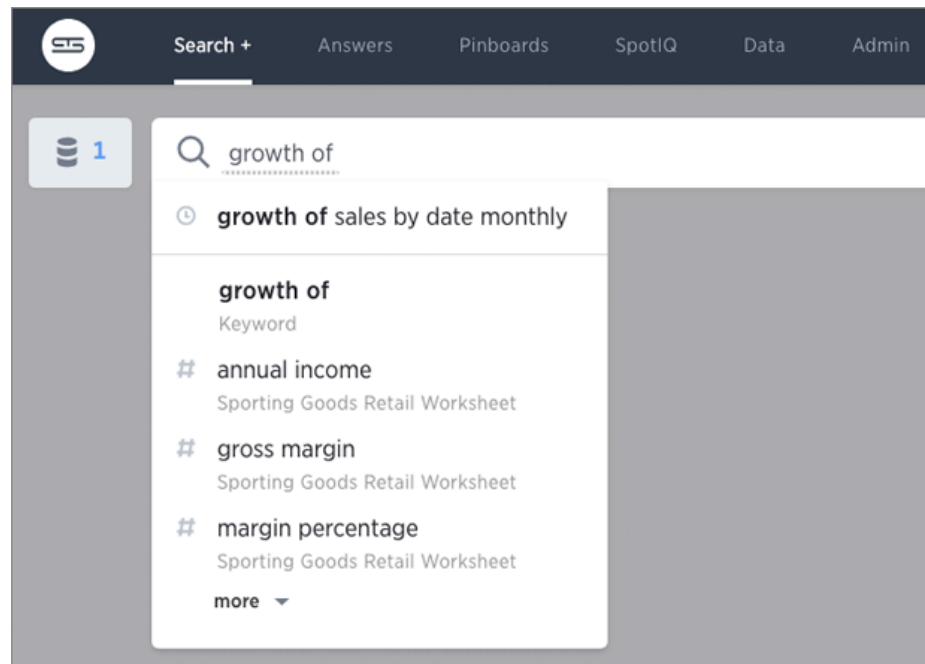 Search + Answers Pinboards SpotIQ Data Admin
1 growth of
growth of sales by date monthly
growth of
Keyword
# annual income
Sporting Goods Retail Worksheet
# gross margin
Sporting Goods Retail Worksheet
# margin percentage
Sporting Goods Retail Worksheet
more